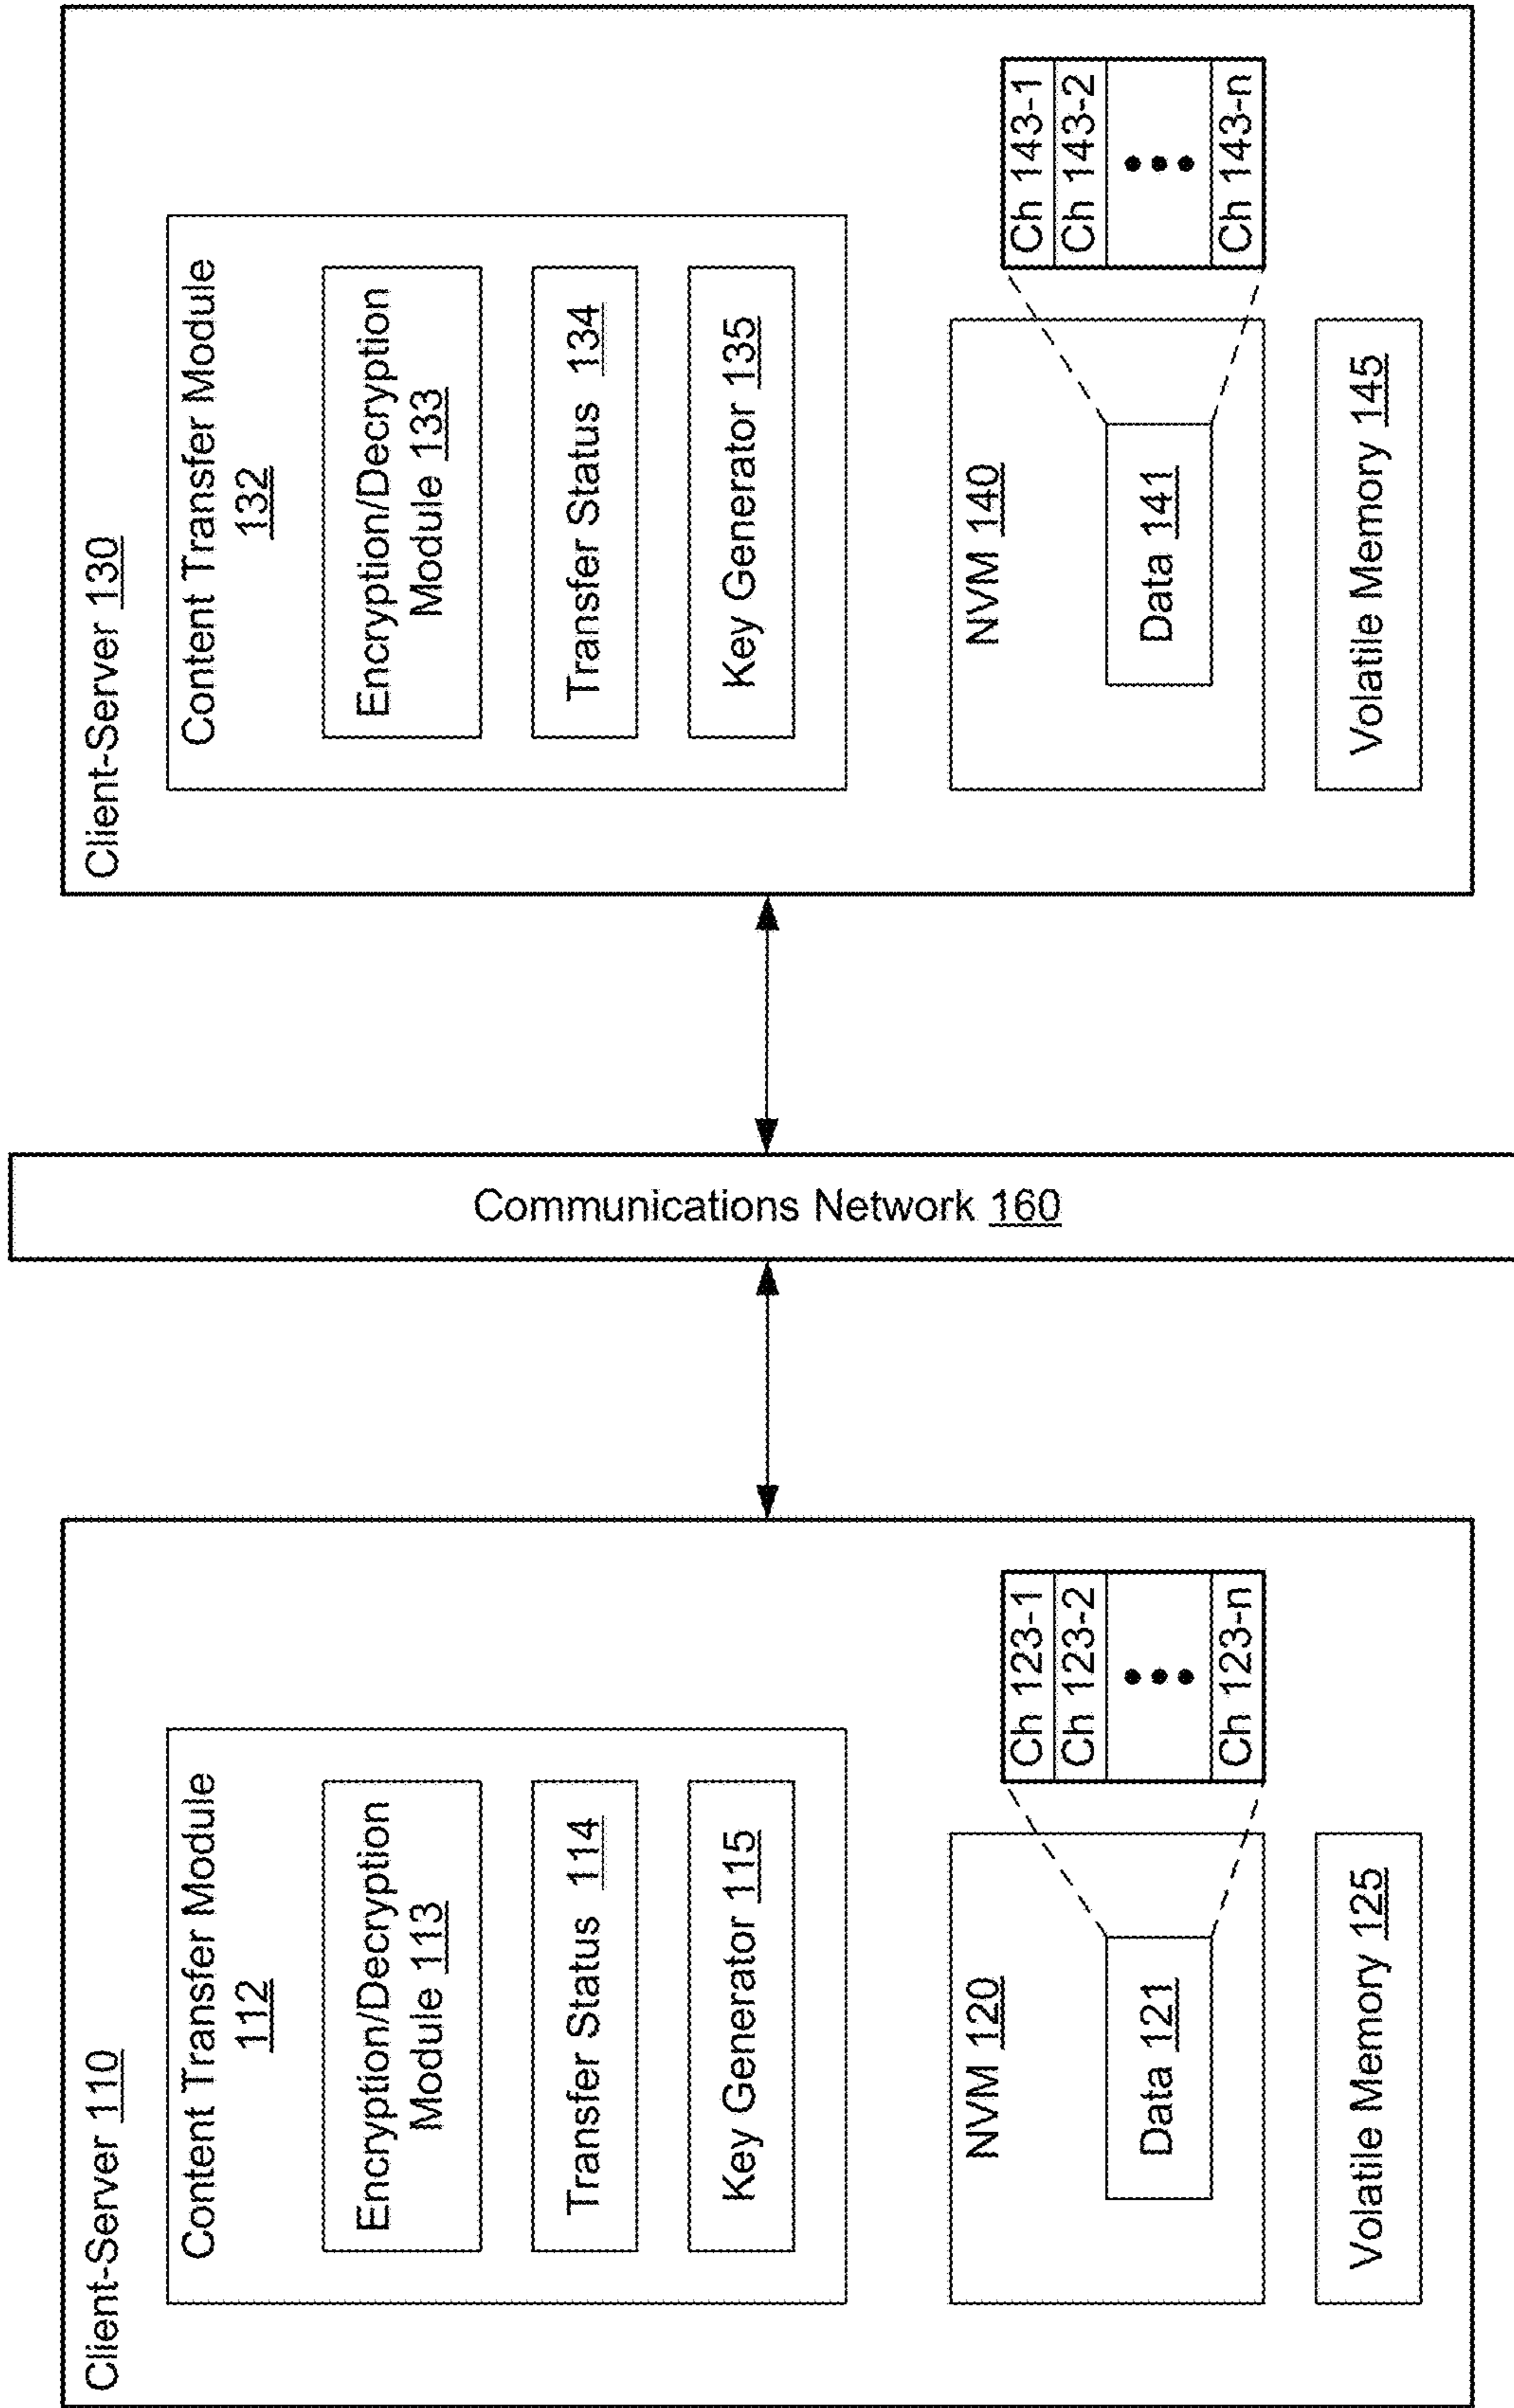 Client-Server 110
Content Transfer Module
112
Encryption/Decryption
Module 113
Transfer Status 114
Key Generator 115
NVM 120
Data 121
Ch 123-1
Ch 123-2
Ch 123-n
Volatile Memory 125
Communications Network 160
Client-Server 130
Content Transfer Module
132
Encryption/Decryption
Module 133
Transfer Status 134
Key Generator 135
NVM 140
Data 141
Ch 143-1
Ch 143-2
Ch 143-n
Volatile Memory 145